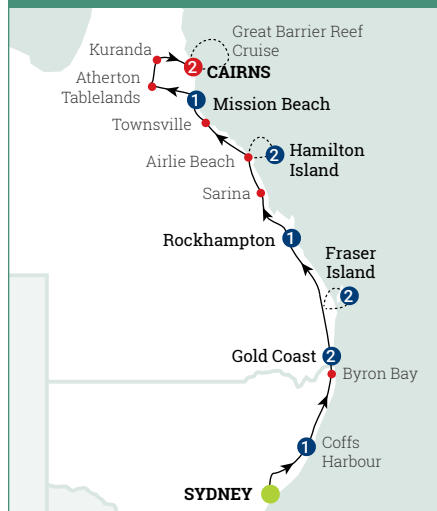 Great Barrier Reef
Cruise
Kuranda
2
CAIRNS
Atherton
Tablelands
1
Mission Beach
Townsville
Airlie Beach
2
Hamilton
Island
Sarina
Rockhampton
1
Fraser
Island
2
Gold Coast
2
Byron Bay
1
Coffs
Harbour
SYDNEY